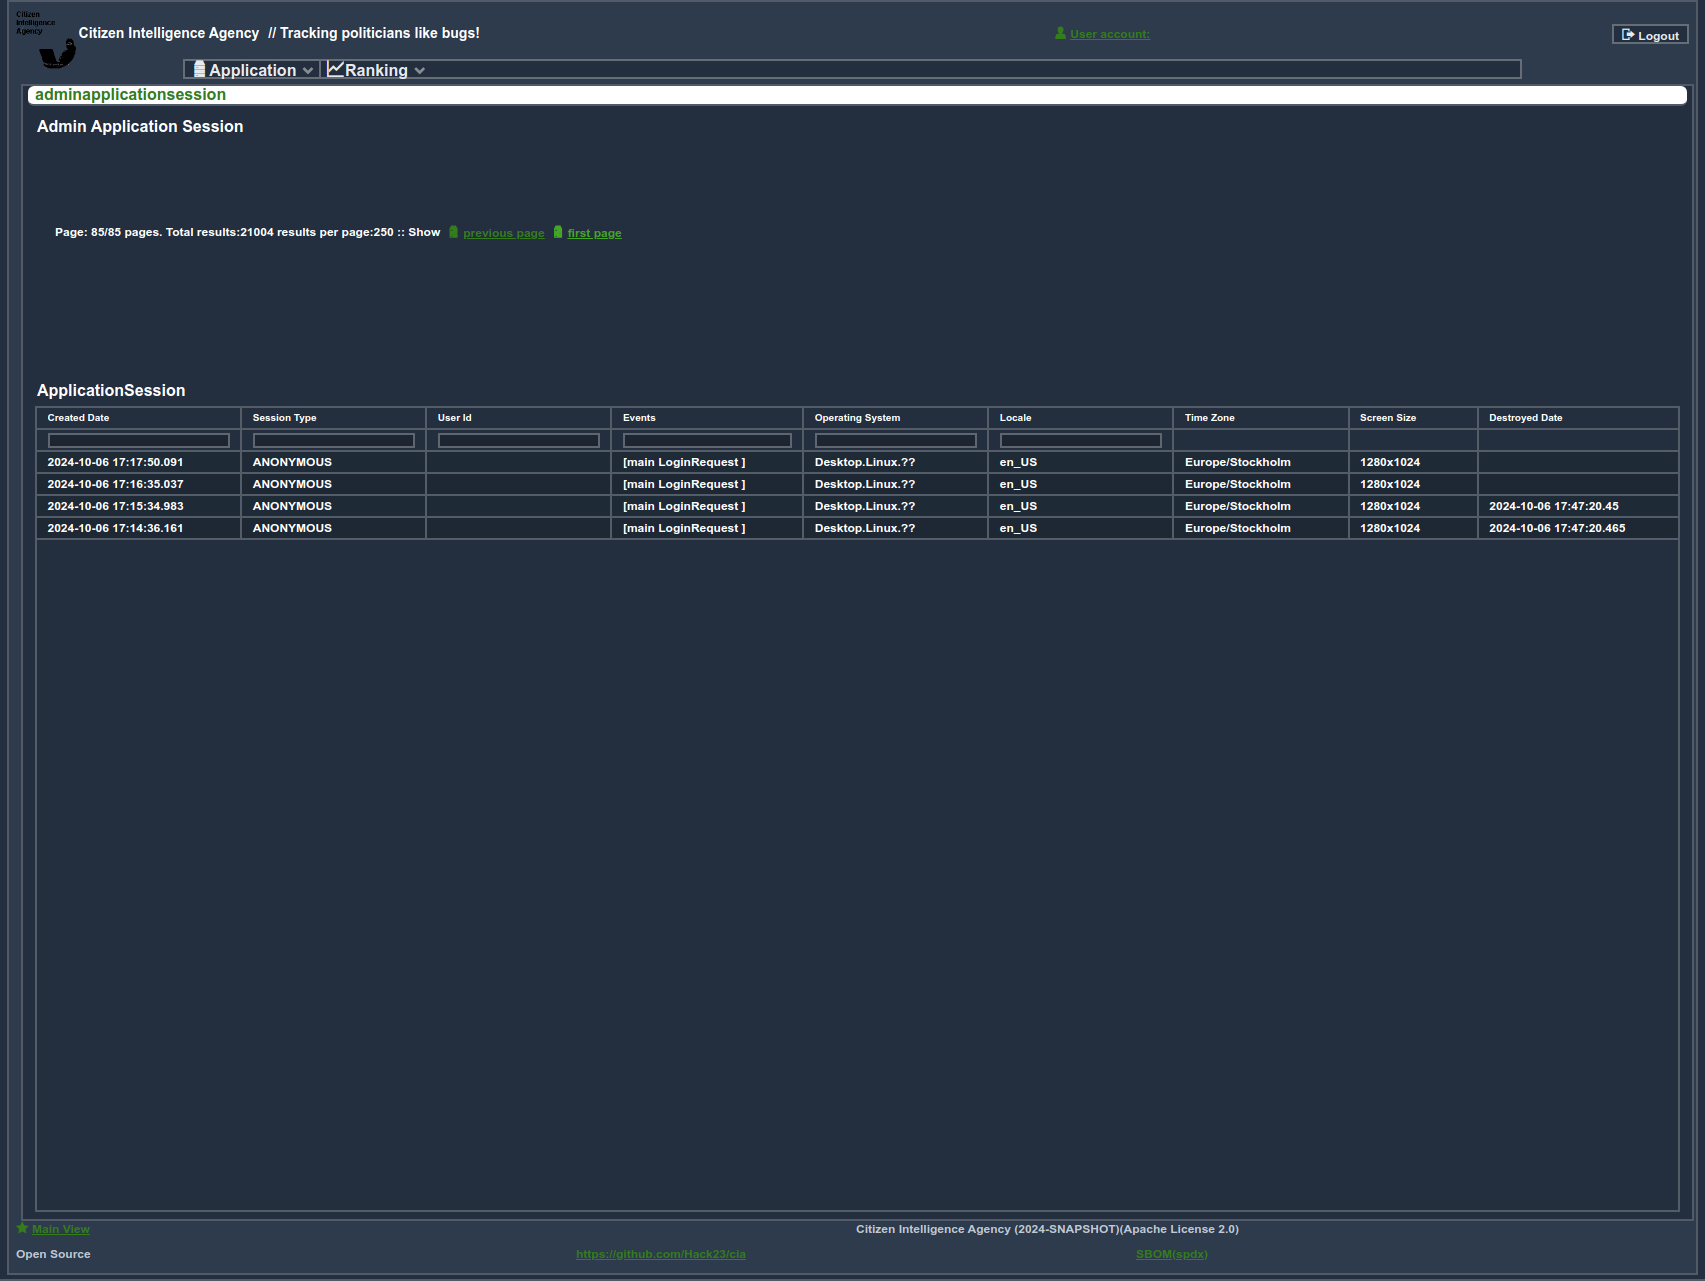 Citizen
Intelligence
Agency
Citizen Intelligence Agency // Tracking politicians like bugs!
User account:
Logout
Application
Ranking
adminapplicationsession
Admin Application Session
Page: 85/85 pages. Total results:21004 results per page:250 :: Show previous page first page
ApplicationSession
Created Date Session Type User Id Events Operating System Locale Time Zone Screen Size Destroyed Date
2024-10-06 17:17:50.091 ANONYMOUS [main LoginRequest ] Desktop.Linux.?? en_US Europe/Stockholm 1280x1024
2024-10-06 17:16:35.037 ANONYMOUS [main LoginRequest ] Desktop.Linux.?? en_US Europe/Stockholm 1280x1024
2024-10-06 17:15:34.983 ANONYMOUS [main LoginRequest ] Desktop.Linux.?? en_US Europe/Stockholm 1280x1024 2024-10-06 17:47:20.45
2024-10-06 17:14:36.161 ANONYMOUS [main LoginRequest ] Desktop.Linux.?? en_US Europe/Stockholm 1280x1024 2024-10-06 17:47:20.465
Main View
Citizen Intelligence Agency (2024-SNAPSHOT)(Apache License 2.0)
Open Source
https://github.com/Hack23/cia
SBOM(spdx)